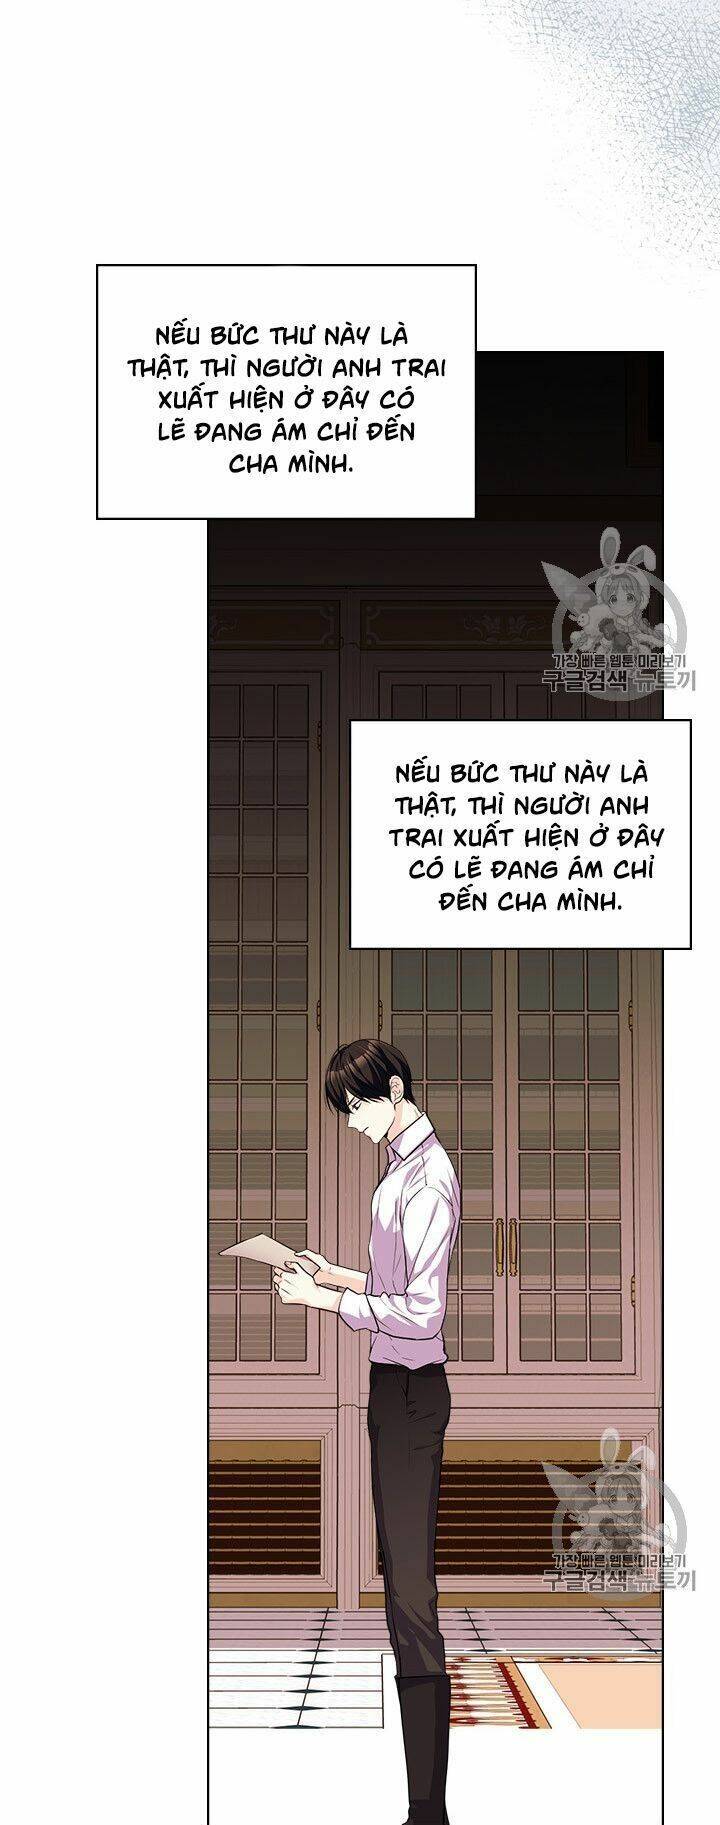 NẾU BỨC THƯ NÀY LÀ
THẬT, THÌ NGƯỜI ANH TRAI
XUẤT HIỆN Ở ĐÂY CÓ
LẼ ĐANG ÁM CHỈ ĐẾN
CHA MÌNH.
가장 빠른 웹툰 미리보기
구글검색 뉴토끼
NẾU BỨC THƯ NÀY LÀ
THẬT, THÌ NGƯỜI ANH
TRAI XUẤT HIỆN Ở ĐÂY
CÓ LẼ ĐANG ÁM CHỈ
ĐẾN CHA MÌNH.
가장 빠른 웹툰 미리보기
구글검색 뉴토끼